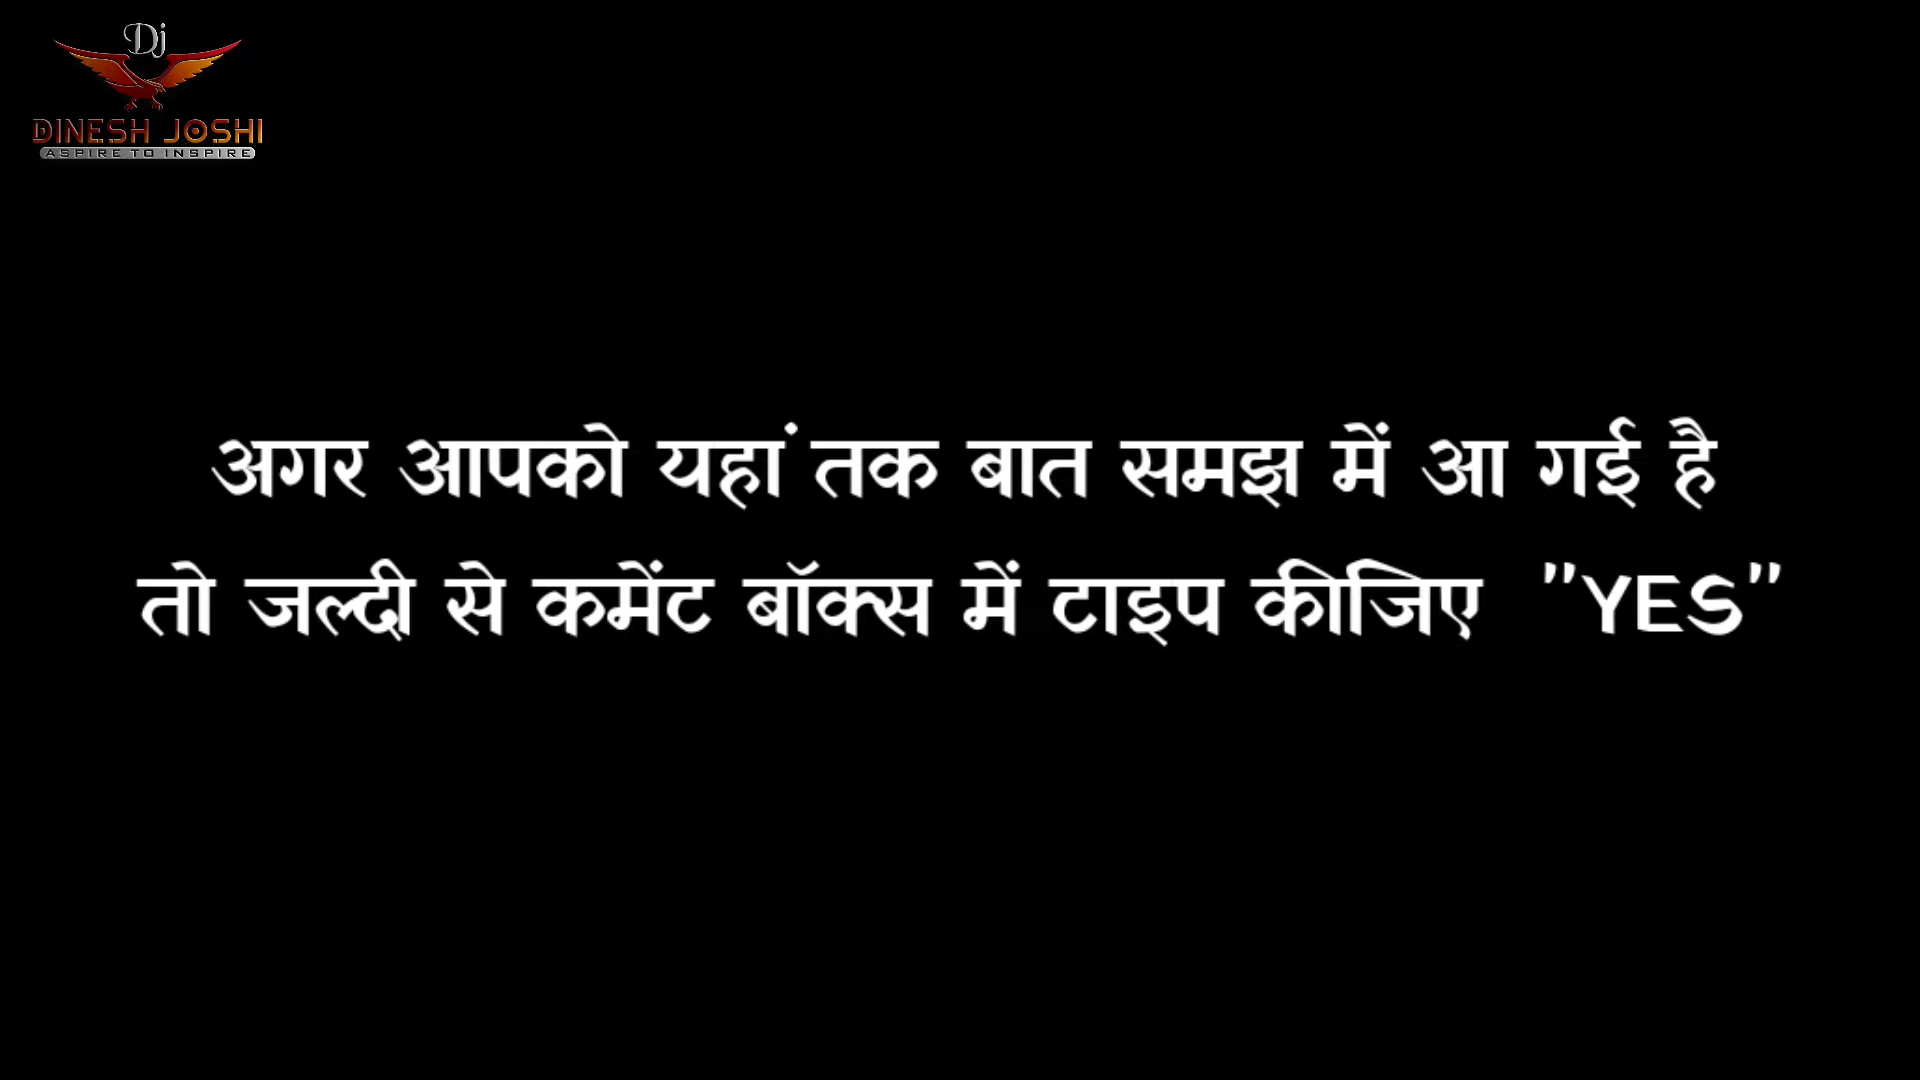 Dj
DINESH JOSHI
ASPIRE TO INSPIRE
अगर आपको यहां तक बात समझ में आ गई है
तो जल्दी से कमेंट बॉक्स में टाइप कीजिए "YES"